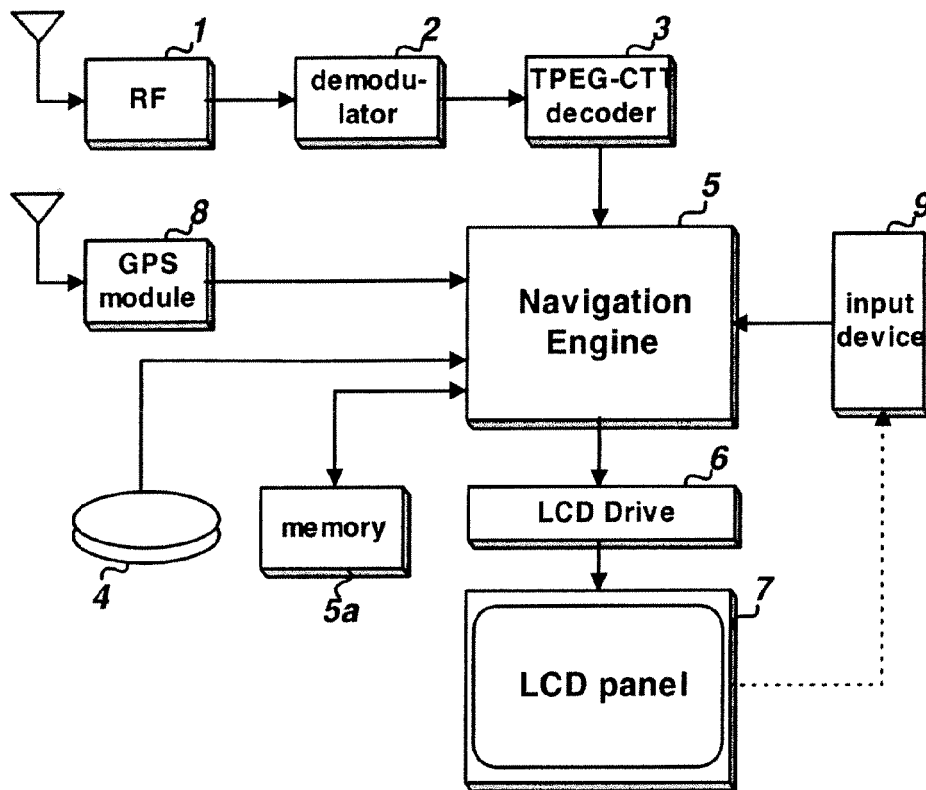 1
RF
2
demodu-
lator
3
TPEG-CTT
decoder
8
GPS
module
5
Navigation
Engine
9
input
device
4
memory
5a
6
LCD Drive
7
LCD panel